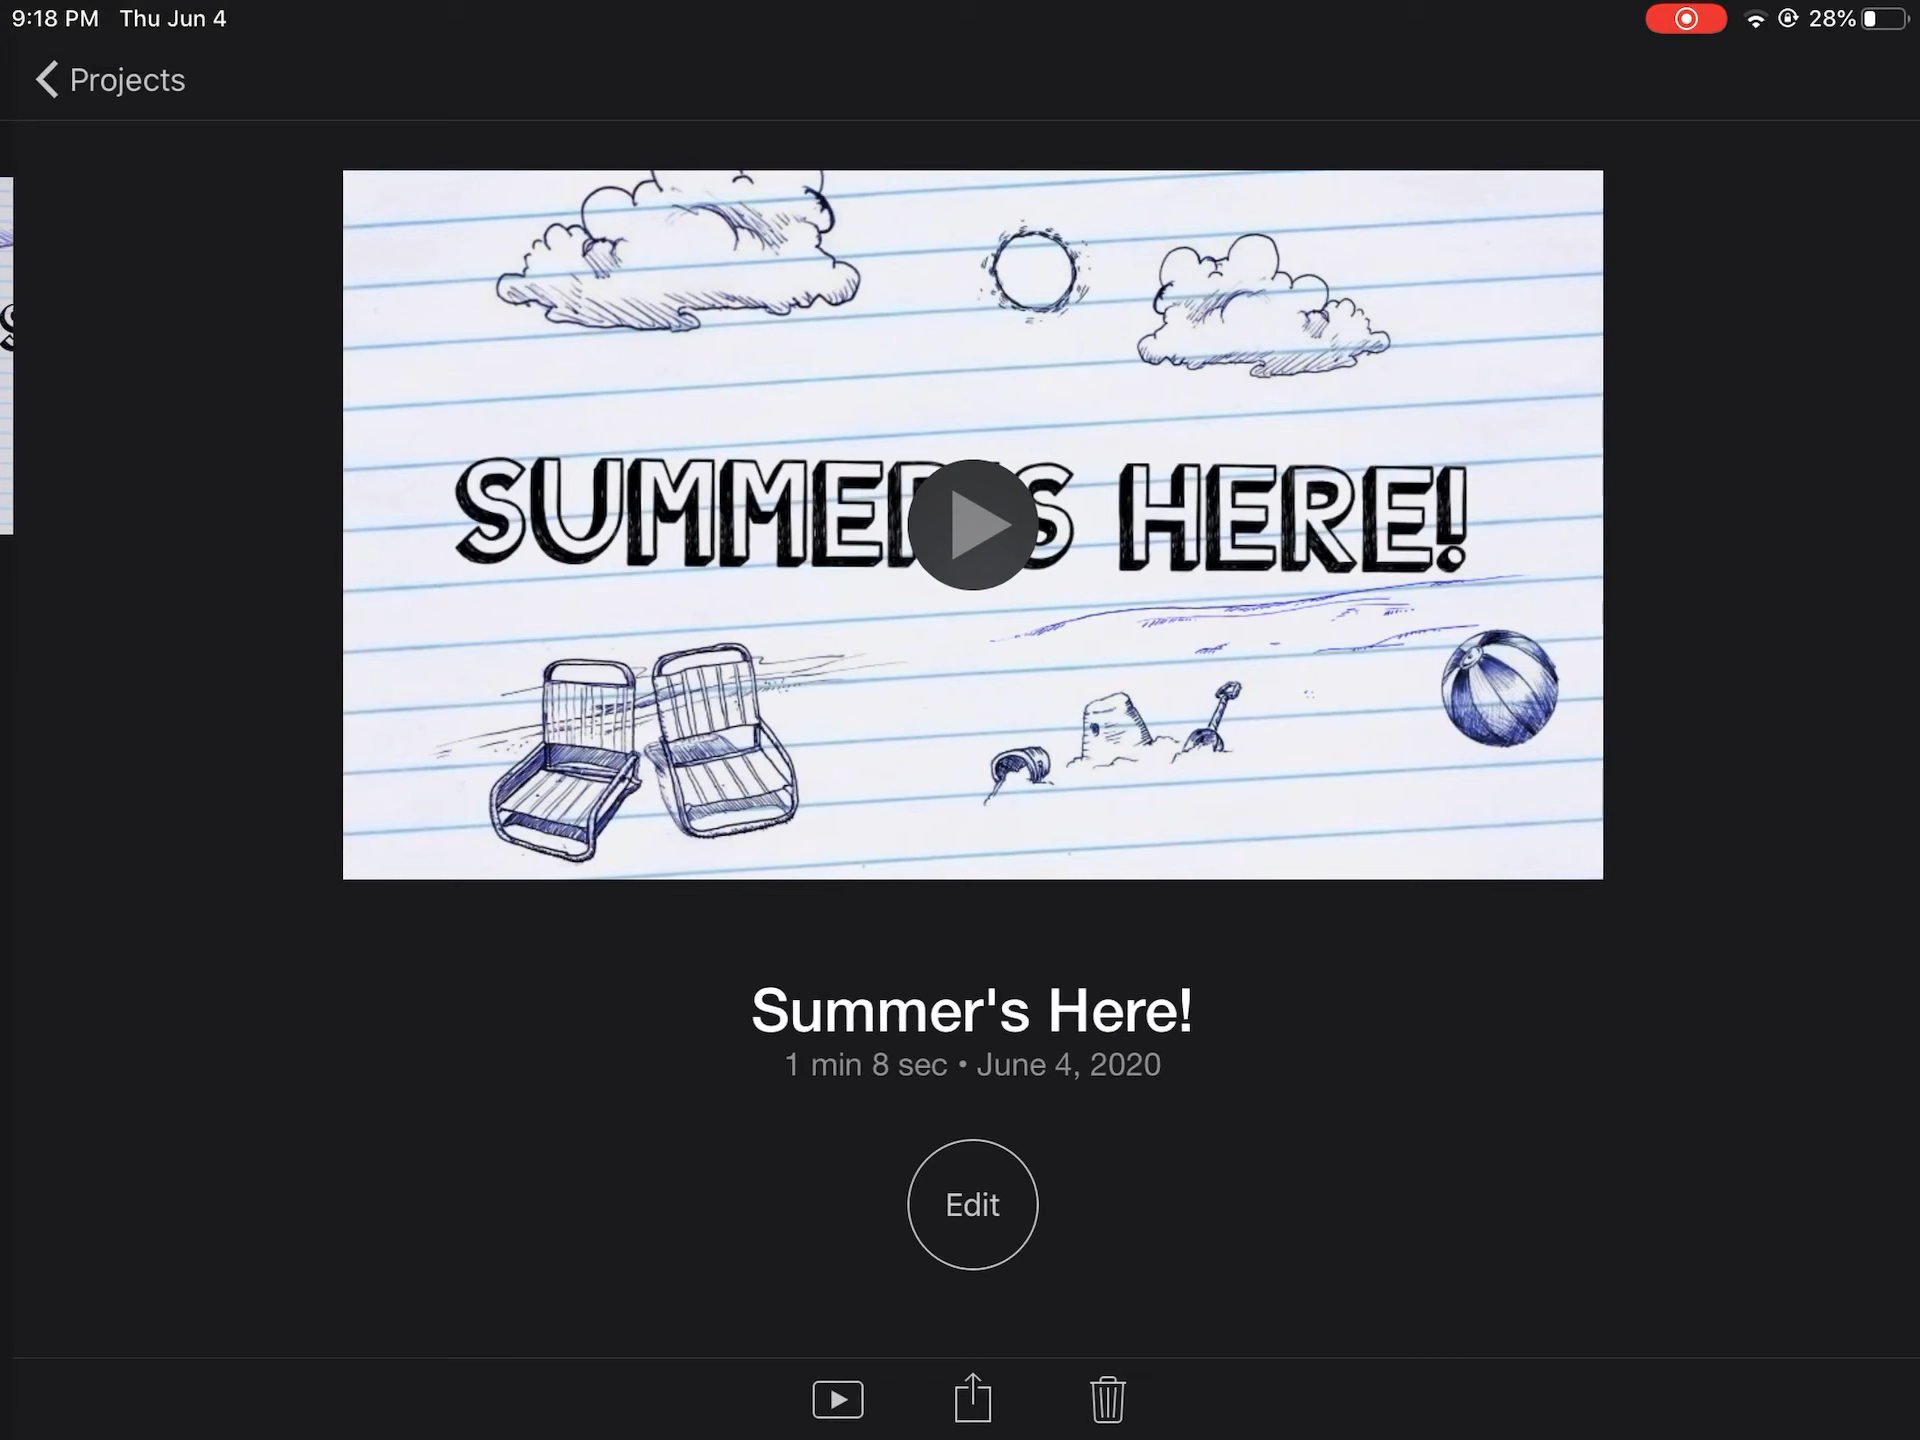 9:18 PM Thu Jun 4
28%
Projects
HERE!
Summer's Here!
1 min 8 sec • June 4, 2020
Edit